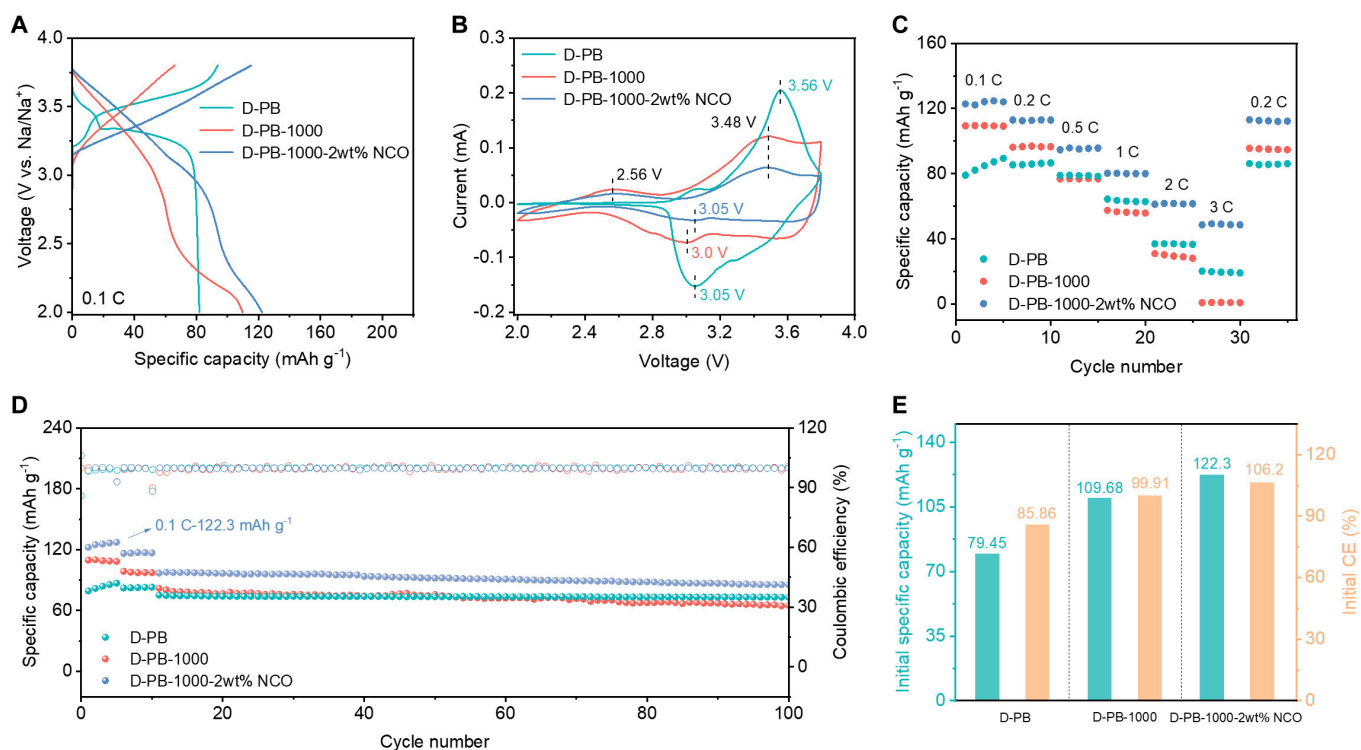 A
4.0
3.5
3.0
2.5
2.0
Voltage (V vs. Na/Na⁺)
D-PB
D-PB-1000
D-PB-1000-2wt% NCO
0.1 C
0 40 80 120 160 200
Specific capacity (mAh g⁻¹)
B
0.3
0.2
0.1
0.0
-0.1
-0.2
Current (mA)
D-PB
D-PB-1000
D-PB-1000-2wt% NCO
3.56 V
3.48 V
2.56 V
3.05 V
3.0 V
3.05 V
2.0 2.4 2.8 3.2 3.6 4.0
Voltage (V)
C
160
120
80
40
0
Specific capacity (mAh g⁻¹)
0.1 C
0.2 C
0.5 C
1 C
2 C
3 C
0.2 C
D-PB
D-PB-1000
D-PB-1000-2wt% NCO
0 10 20 30
Cycle number
D
240
180
120
60
0
Specific capacity (mAh g⁻¹)
0.1 C-122.3 mAh g⁻¹
D-PB
D-PB-1000
D-PB-1000-2wt% NCO
120
90
60
30
0
Coulombic efficiency (%)
0 20 40 60 80 100
Cycle number
E
140
105
70
35
0
Initial specific capacity (mAh g⁻¹)
79.45
85.86
109.68
99.91
122.3
106.2
120
90
60
30
0
Initial CE (%)
D-PB
D-PB-1000
D-PB-1000-2wt% NCO